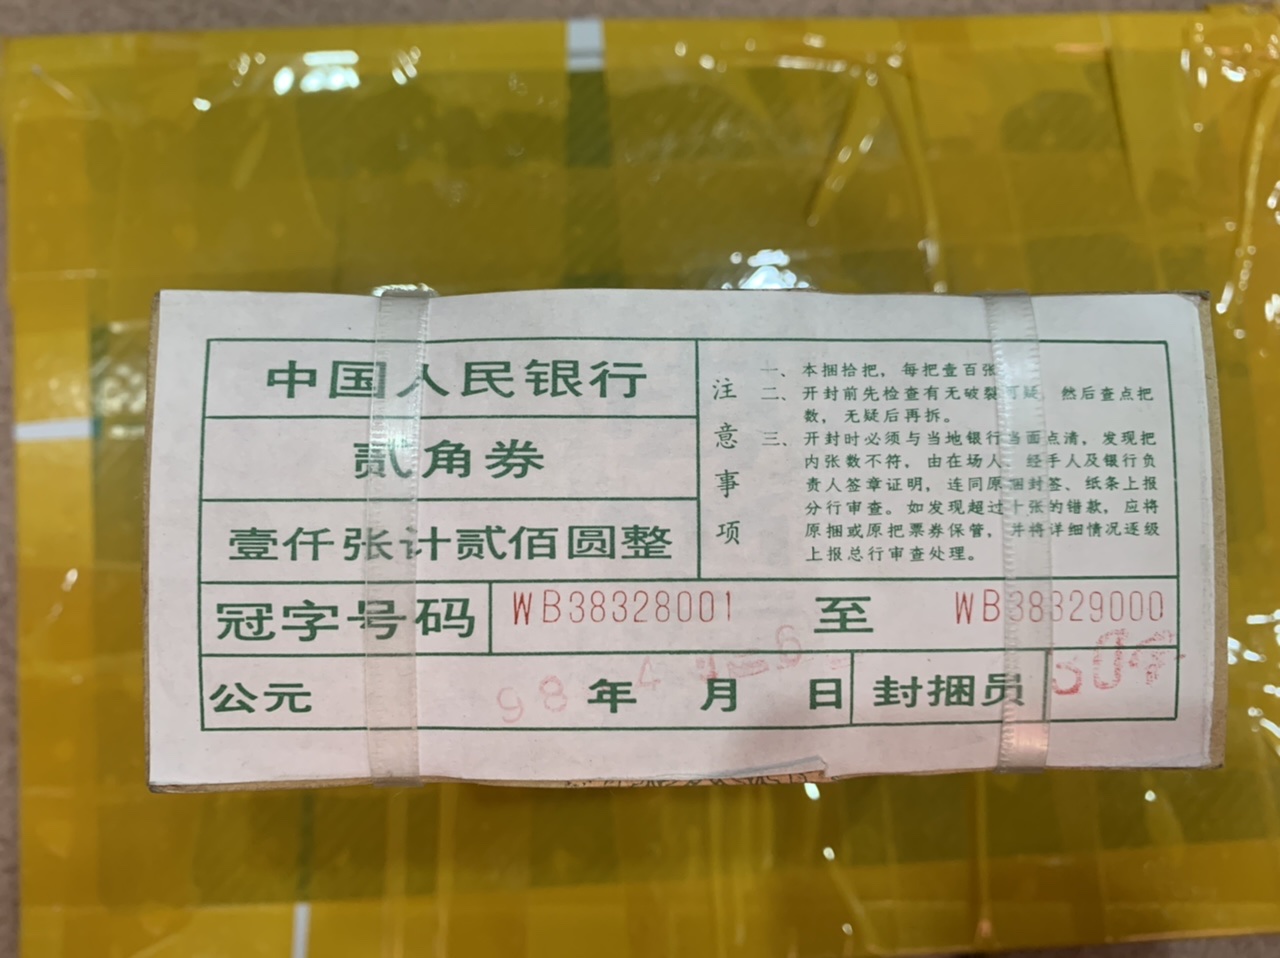 中国人民银行
贰角券
壹仟张计贰佰圆整
注意事项
一、本捆拾把，每把壹百张
二、开封前先检查有无破裂可疑，然后查点把
数，无疑后再拆。
三、开封时必须与当地银行当面点清，发现把
内张数不符，由在场人、经手人及银行负
责人签章证明，连同原捆封签、纸条上报
分行审查。如发现超过十张的错款，应将
原捆或原把票券保管，并将详细情况逐级
上报总行审查处理。
冠字号码 WB38328001 至 WB38329000
公元 98 年 4 月 日 封捆员